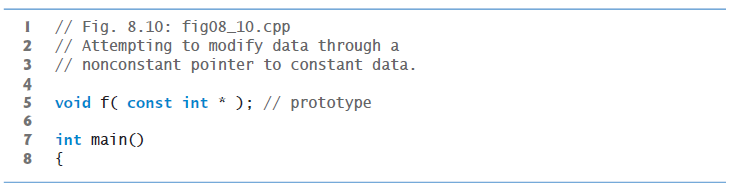 1 // Fig. 8.10: fig08_10.cpp
2 // Attempting to modify data through a
3 // nonconstant pointer to constant data.
4
5 void f( const int * ); // prototype
6
7 int main()
8 {